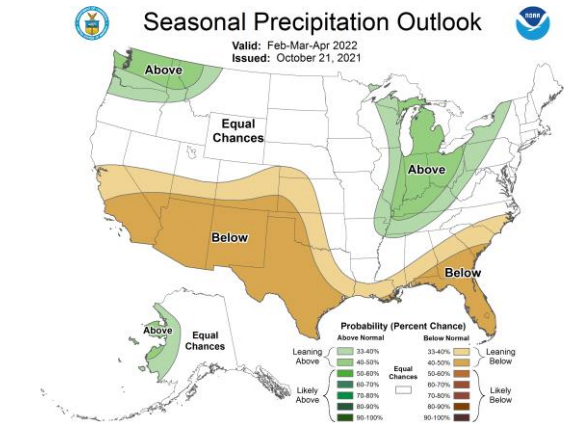 Seasonal Precipitation Outlook
Valid: Feb-Mar-Apr 2022
Issued: October 21, 2021
NOAA
Above
Equal
Chances
Above
Below
Below
Above
Equal
Chances
Probability (Percent Chance)
Above Normal
Below Normal
Leaning
Above
33-40%
40-50%
Likely
Above
50-60%
60-70%
70-80%
80-90%
90-100%
Equal
Chances
33-40%
40-50%
Leaning
Below
50-60%
60-70%
70-80%
80-90%
90-100%
Likely
Below